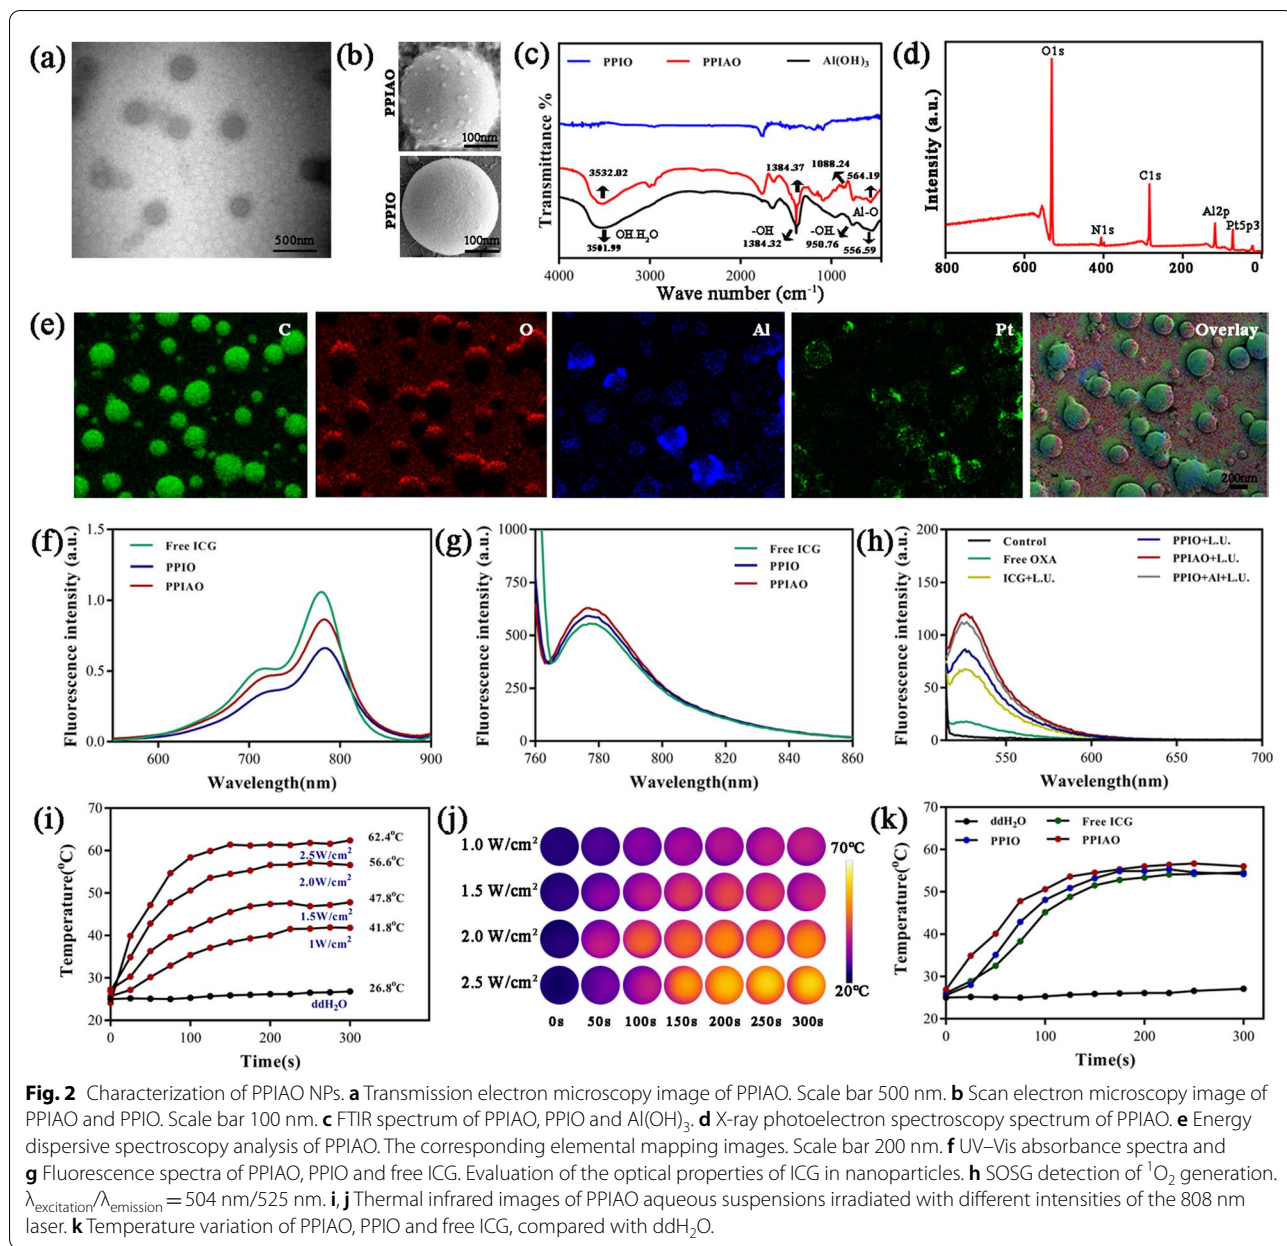 (a)
500nm
(b)
PPIAO
100nm
PPIO
100nm
(c)
PPIO PPIAO Al(OH)₃
Transmittance %
3532.02
1384.37
1088.24
564.19
Al-O
OH.H₂O
3501.99
-OH
1384.32
-OH
950.76
556.59
4000 3000 2000 1000
Wave number (cm⁻¹)
(d)
Intensity (a.u.)
O1s
C1s
N1s
Al2p
Pt5p3
800 600 400 200 0
(e)
C
O
Al
Pt
Overlay
200nm
(f)
Fluorescence intensity (a.u.)
1.5
1.0
0.5
0.0
Free ICG
PPIO
PPIAO
600 700 800 900
Wavelength(nm)
(g)
Fluorescence intensity (a.u.)
1000
750
500
250
0
Free ICG
PPIO
PPIAO
760 780 800 820 840 860
Wavelength(nm)
(h)
Fluorescence intensity (a.u.)
200
150
100
50
0
Control PPIO+L.U.
Free OXA PPIAO+L.U.
ICG+L.U. PPIO+Al+L.U.
550 600 650 700
Wavelength(nm)
(i)
Temperature(°C)
70
60
50
40
30
20
62.4°C
2.5W/cm²
56.6°C
2.0W/cm²
47.8°C
1.5W/cm²
41.8°C
1W/cm²
26.8°C
ddH₂O
0 100 200 300
Time(s)
(j)
1.0 W/cm²
1.5 W/cm²
2.0 W/cm²
2.5 W/cm²
0s 50s 100s 150s 200s 250s 300s
70℃
20℃
(k)
Temperature(°C)
70
60
50
40
30
20
ddH₂O Free ICG
PPIO PPIAO
0 100 200 300
Time(s)
Fig. 2 Characterization of PPIAO NPs. a Transmission electron microscopy image of PPIAO. Scale bar 500 nm. b Scan electron microscopy image of
PPIAO and PPIO. Scale bar 100 nm. c FTIR spectrum of PPIAO, PPIO and Al(OH)₃. d X-ray photoelectron spectroscopy spectrum of PPIAO. e Energy
dispersive spectroscopy analysis of PPIAO. The corresponding elemental mapping images. Scale bar 200 nm. f UV–Vis absorbance spectra and
g Fluorescence spectra of PPIAO, PPIO and free ICG. Evaluation of the optical properties of ICG in nanoparticles. h SOSG detection of ¹O₂ generation.
λexcitation/λemission = 504 nm/525 nm. i, j Thermal infrared images of PPIAO aqueous suspensions irradiated with different intensities of the 808 nm
laser. k Temperature variation of PPIAO, PPIO and free ICG, compared with ddH₂O.